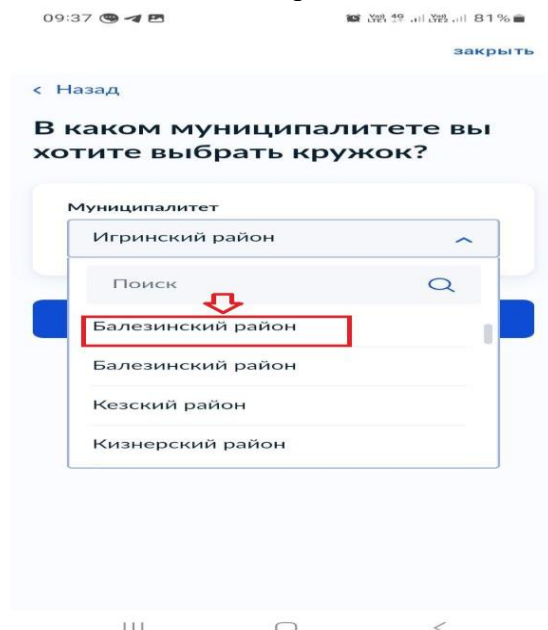 09:37 81%
закрыть
< Назад
В каком муниципалитете вы
хотите выбрать кружок?
Муниципалитет
Игринский район
Поиск
Балезинский район
Балезинский район
Кезский район
Кизнерский район